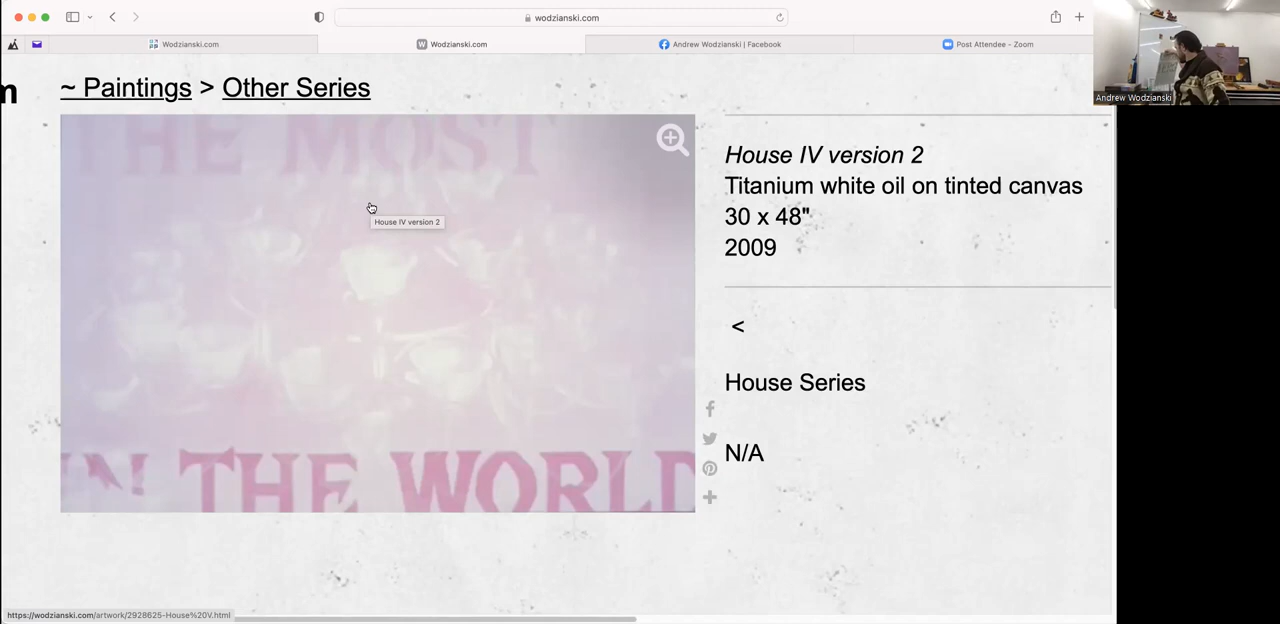 wodzianski.com
Wodzianski.com
Wodzianski.com
Andrew Wodzianski | Facebook
Post Attendee - Zoom
Andrew Wodzianski
m
~ Paintings > Other Series
THE MOST
House IV version 2
IN THE WORLD
House IV version 2
Titanium white oil on tinted canvas
30 x 48"
2009
<
House Series
N/A
https://wodzianski.com/artwork/2928625-House%20V.html